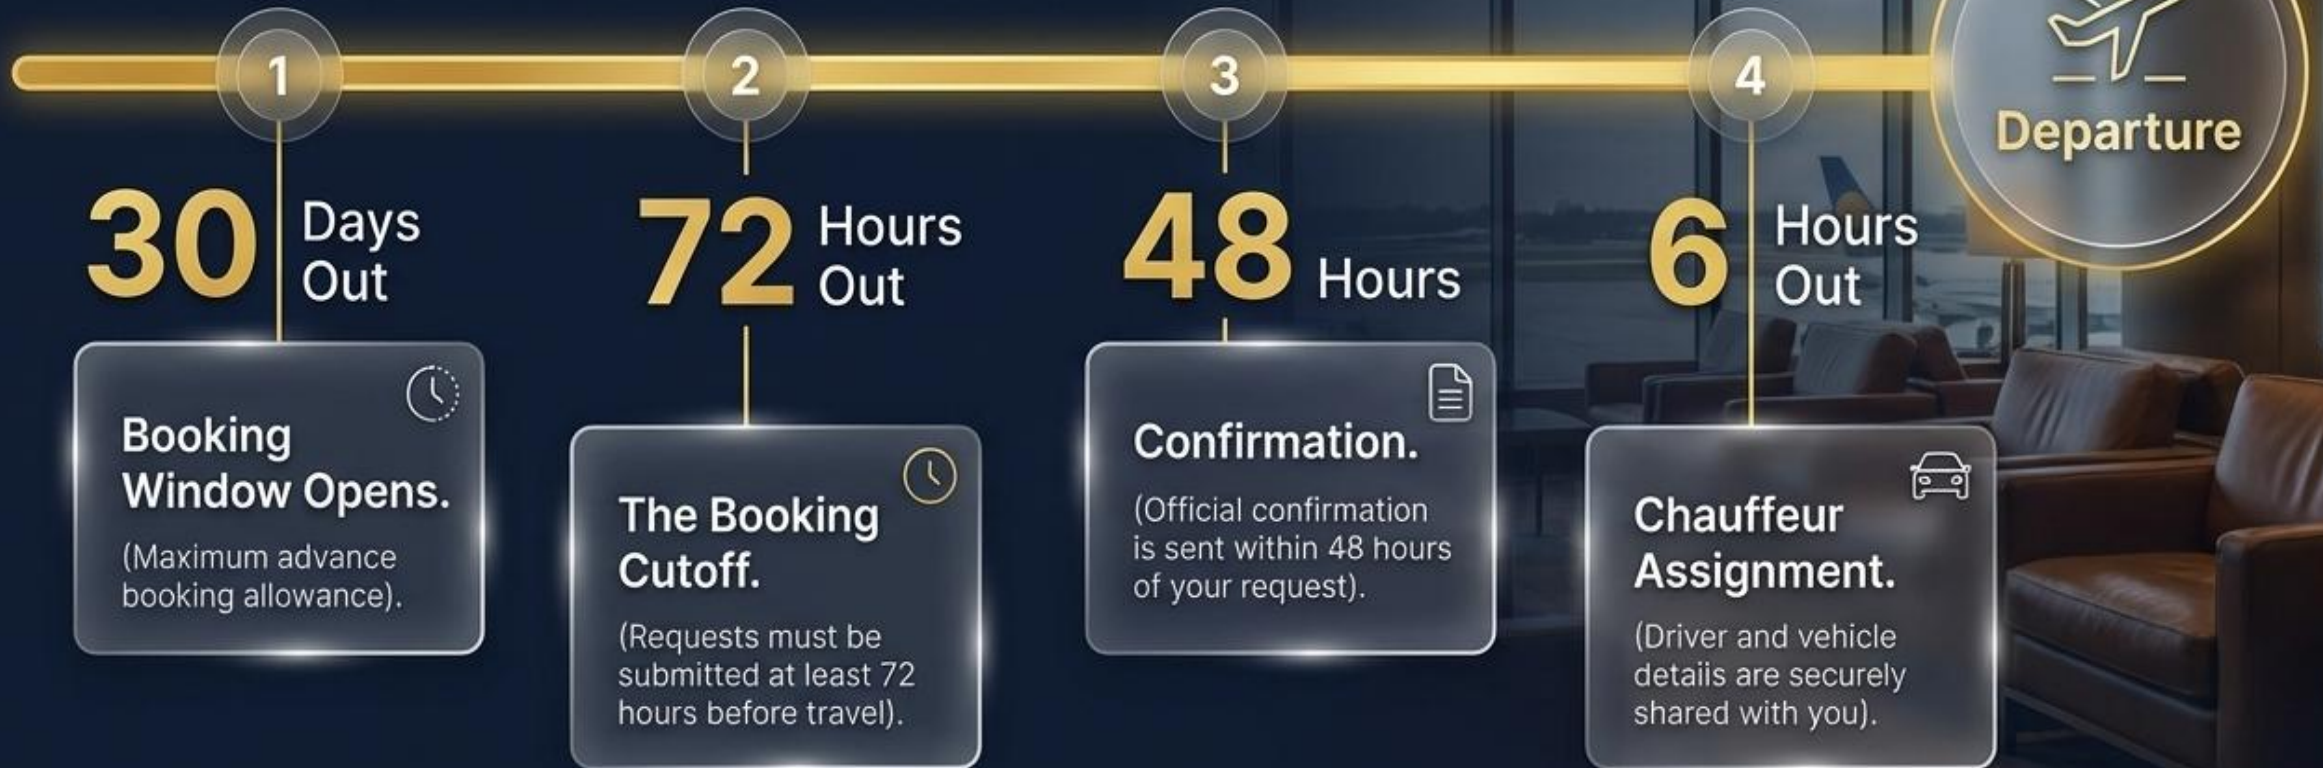 1
2
3
4
Departure
30 Days
Out
72 Hours
Out
48 Hours
6 Hours
Out
Booking
Window Opens.
(Maximum advance
booking allowance).
The Booking
Cutoff.
(Requests must be
submitted at least 72
hours before travel).
Confirmation.
(Official confirmation
is sent within 48 hours
of your request).
Chauffeur
Assignment.
(Driver and vehicle
detaiis are securely
shared with you).